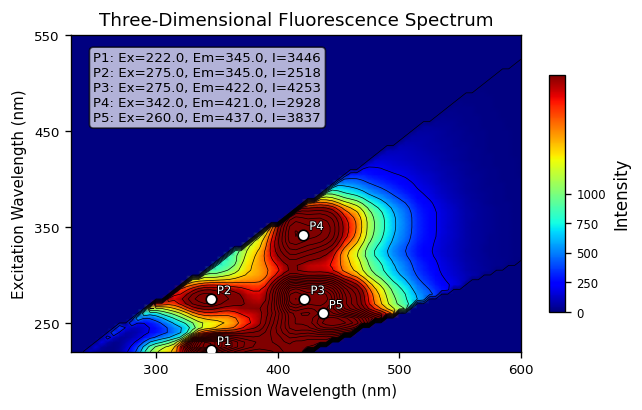 Three-Dimensional Fluorescence Spectrum
P1: Ex=222.0, Em=345.0, I=3446
P2: Ex=275.0, Em=345.0, I=2518
P3: Ex=275.0, Em=422.0, I=4253
P4: Ex=342.0, Em=421.0, I=2928
P5: Ex=260.0, Em=437.0, I=3837
550
450
350
250
Excitation Wavelength (nm)
P4
P2
P3
P5
P1
300
400
500
600
Emission Wavelength (nm)
1000
750
500
250
0
Intensity